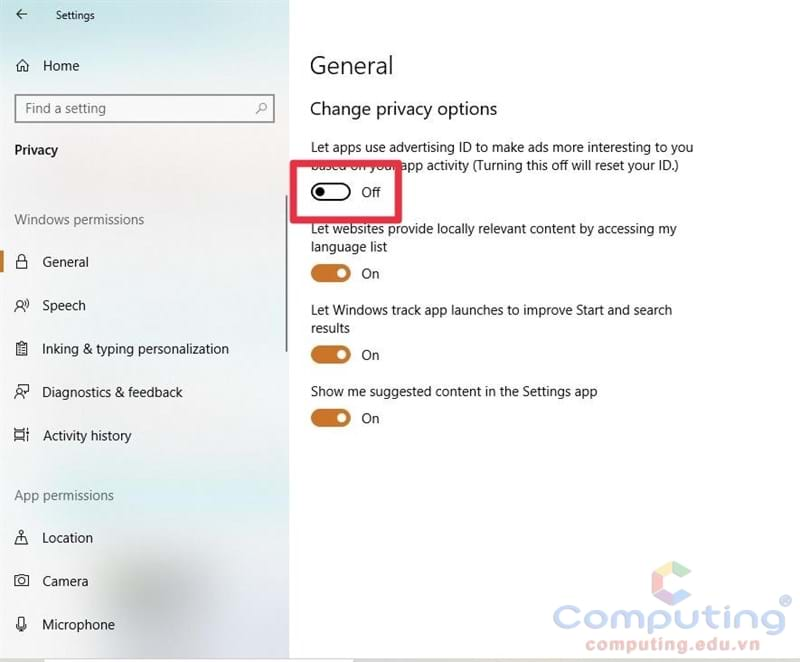 Settings
Home
Find a setting
Privacy
Windows permissions
General
Speech
Inking & typing personalization
Diagnostics & feedback
Activity history
App permissions
Location
Camera
Microphone
General
Change privacy options
Let apps use advertising ID to make ads more interesting to you
based on your app activity (Turning this off will reset your ID.)
Off
Let websites provide locally relevant content by accessing my
language list
On
Let Windows track app launches to improve Start and search
results
On
Show me suggested content in the Settings app
On
Computing®
computing.edu.vn